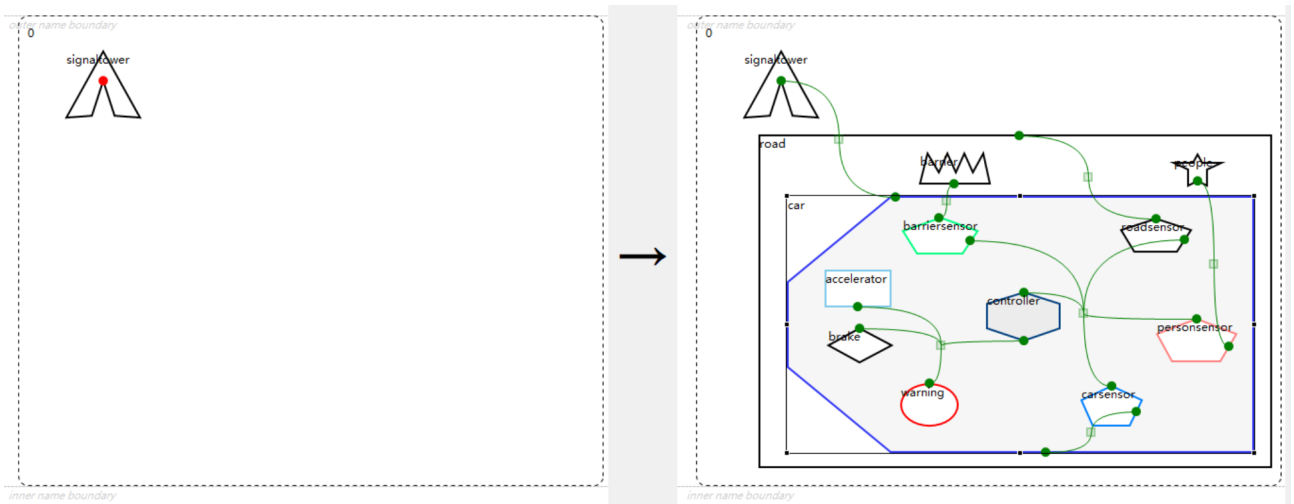 outer name boundary
0
signaltower
inner name boundary
outer name boundary
0
signaltower
road
barrier
people
car
barriersensor
roadsensor
accelerator
controller
brake
personsensor
warning
carsensor
inner name boundary